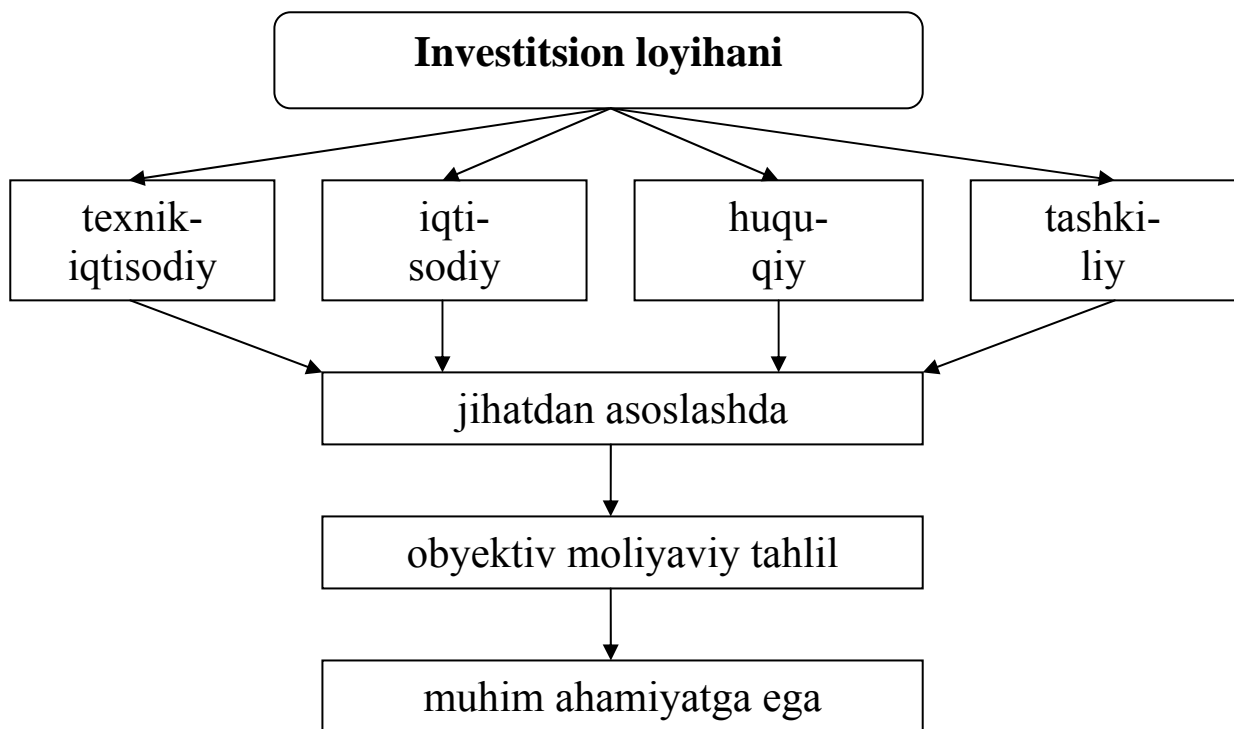 Investitsion loyihani
texnik-
iqtisodiy
iqti-
sodiy
huqu-
qiy
tashki-
liy
jihatdan asoslashda
obyektiv moliyaviy tahlil
muhim ahamiyatga ega